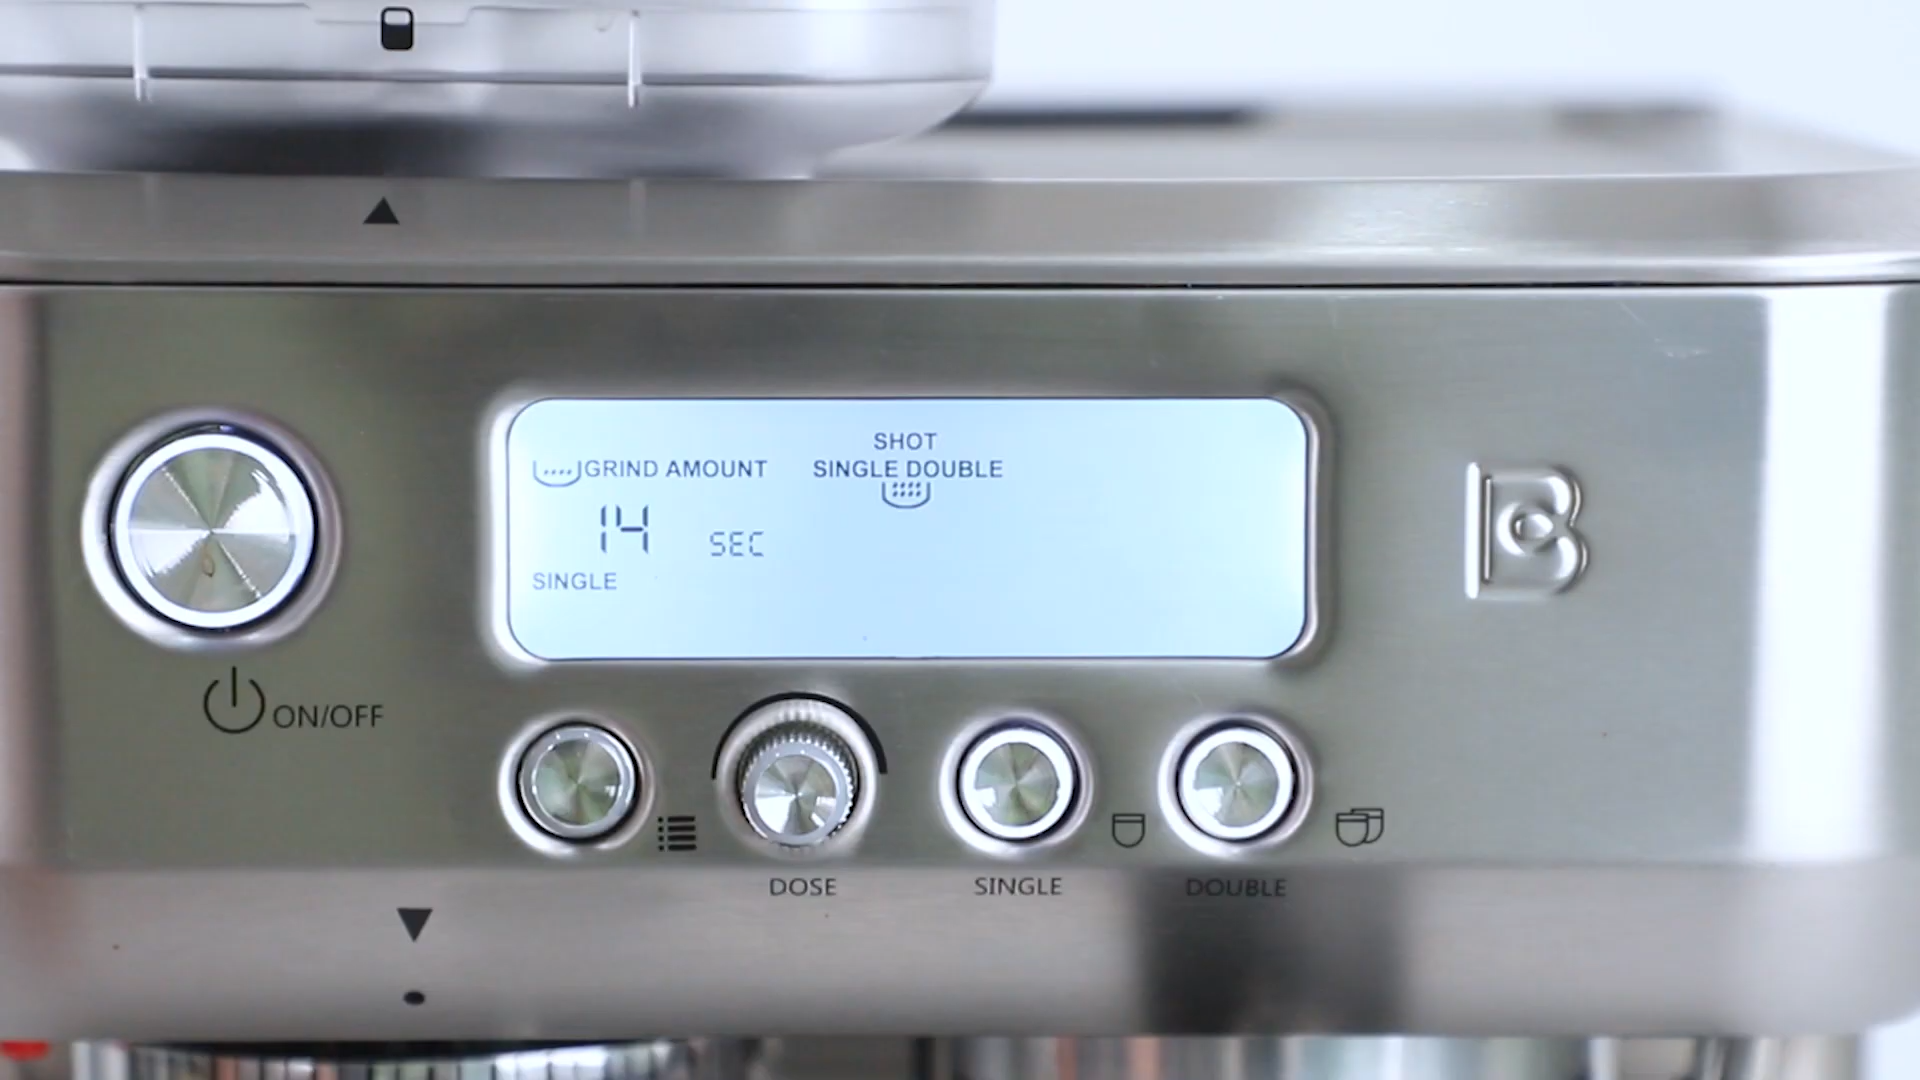 SHOT
GRIND AMOUNT SINGLE DOUBLE
14 SEC
SINGLE
ON/OFF
DOSE SINGLE DOUBLE